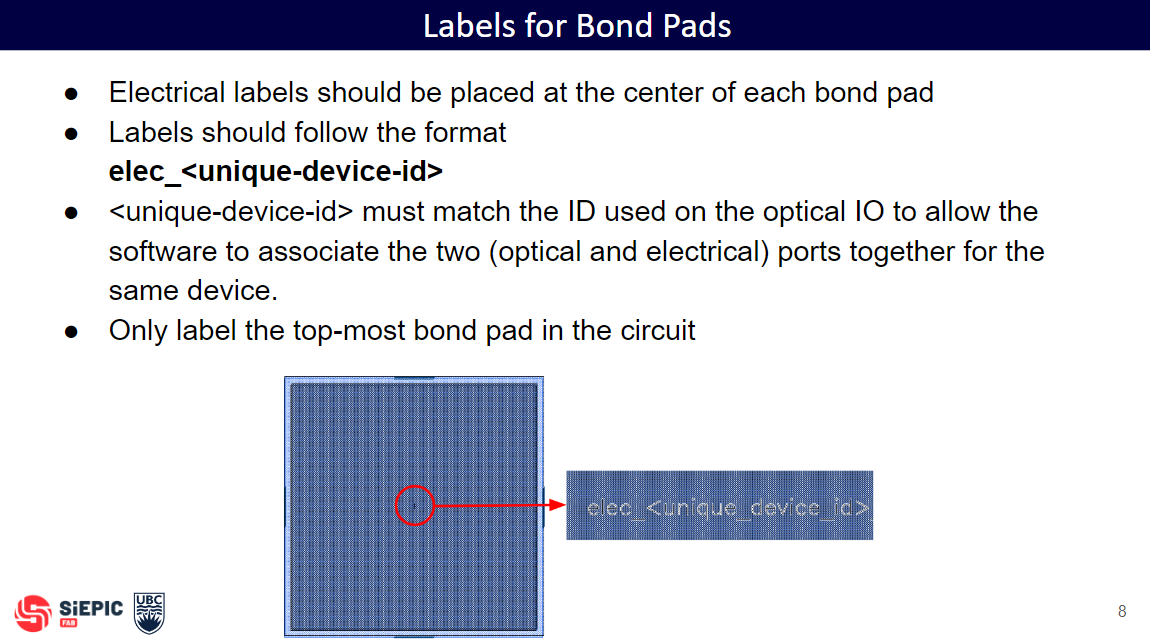 Labels for Bond Pads
● Electrical labels should be placed at the center of each bond pad
● Labels should follow the format
elec_<unique-device-id>
● <unique-device-id> must match the ID used on the optical IO to allow the
software to associate the two (optical and electrical) ports together for the
same device.
● Only label the top-most bond pad in the circuit
elec_<unique_device_id>
SiEPIC
FAB
UBC
8